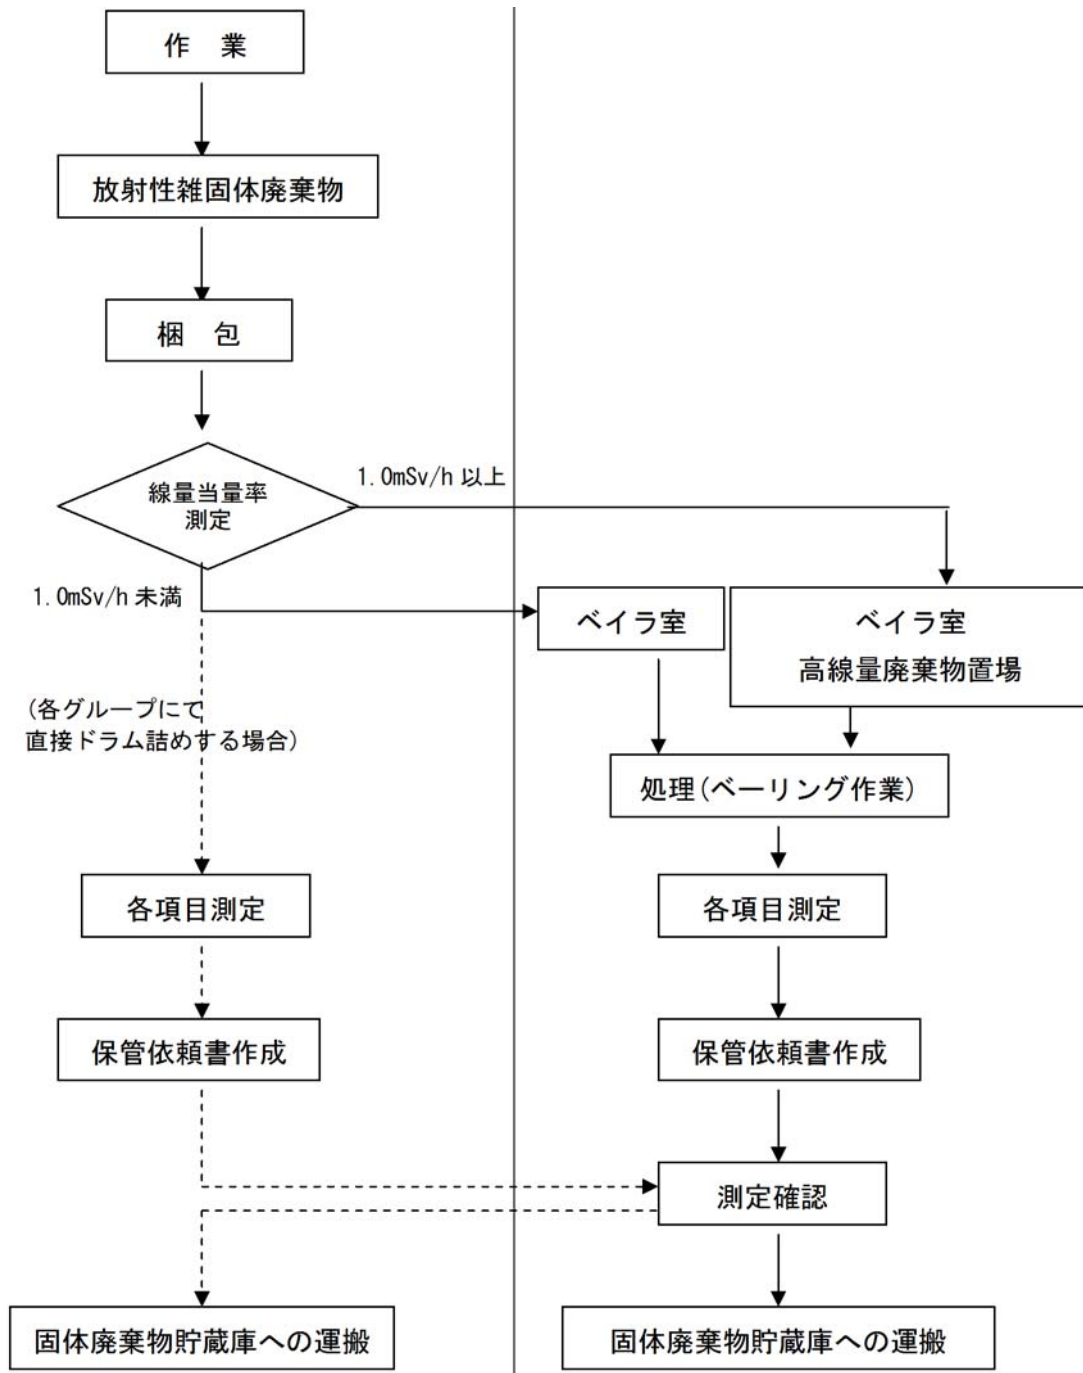 作　業
放射性雑固体廃棄物
梱　包
線量当量率
測定
1.0mSv/h 以上
1.0mSv/h 未満
ベイラ室
ベイラ室
高線量廃棄物置場
(各グループにて
直接ドラム詰めする場合)
処理(ベーリング作業)
各項目測定
各項目測定
保管依頼書作成
保管依頼書作成
測定確認
固体廃棄物貯蔵庫への運搬
固体廃棄物貯蔵庫への運搬